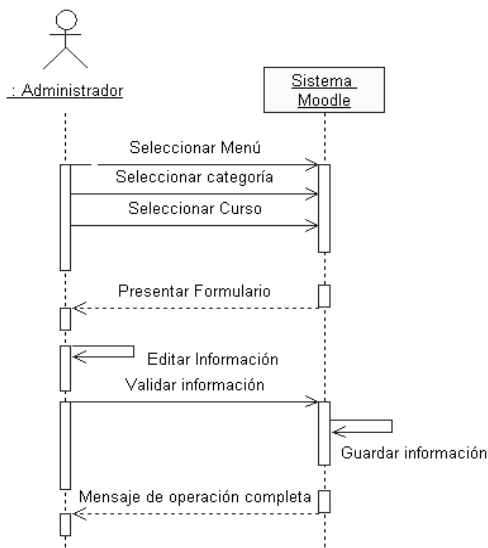 : Administrador
Sistema
Moodle
Seleccionar Menú
Seleccionar categoría
Seleccionar Curso
Presentar Formulario
Editar Información
Validar información
Guardar información
Mensaje de operación completa